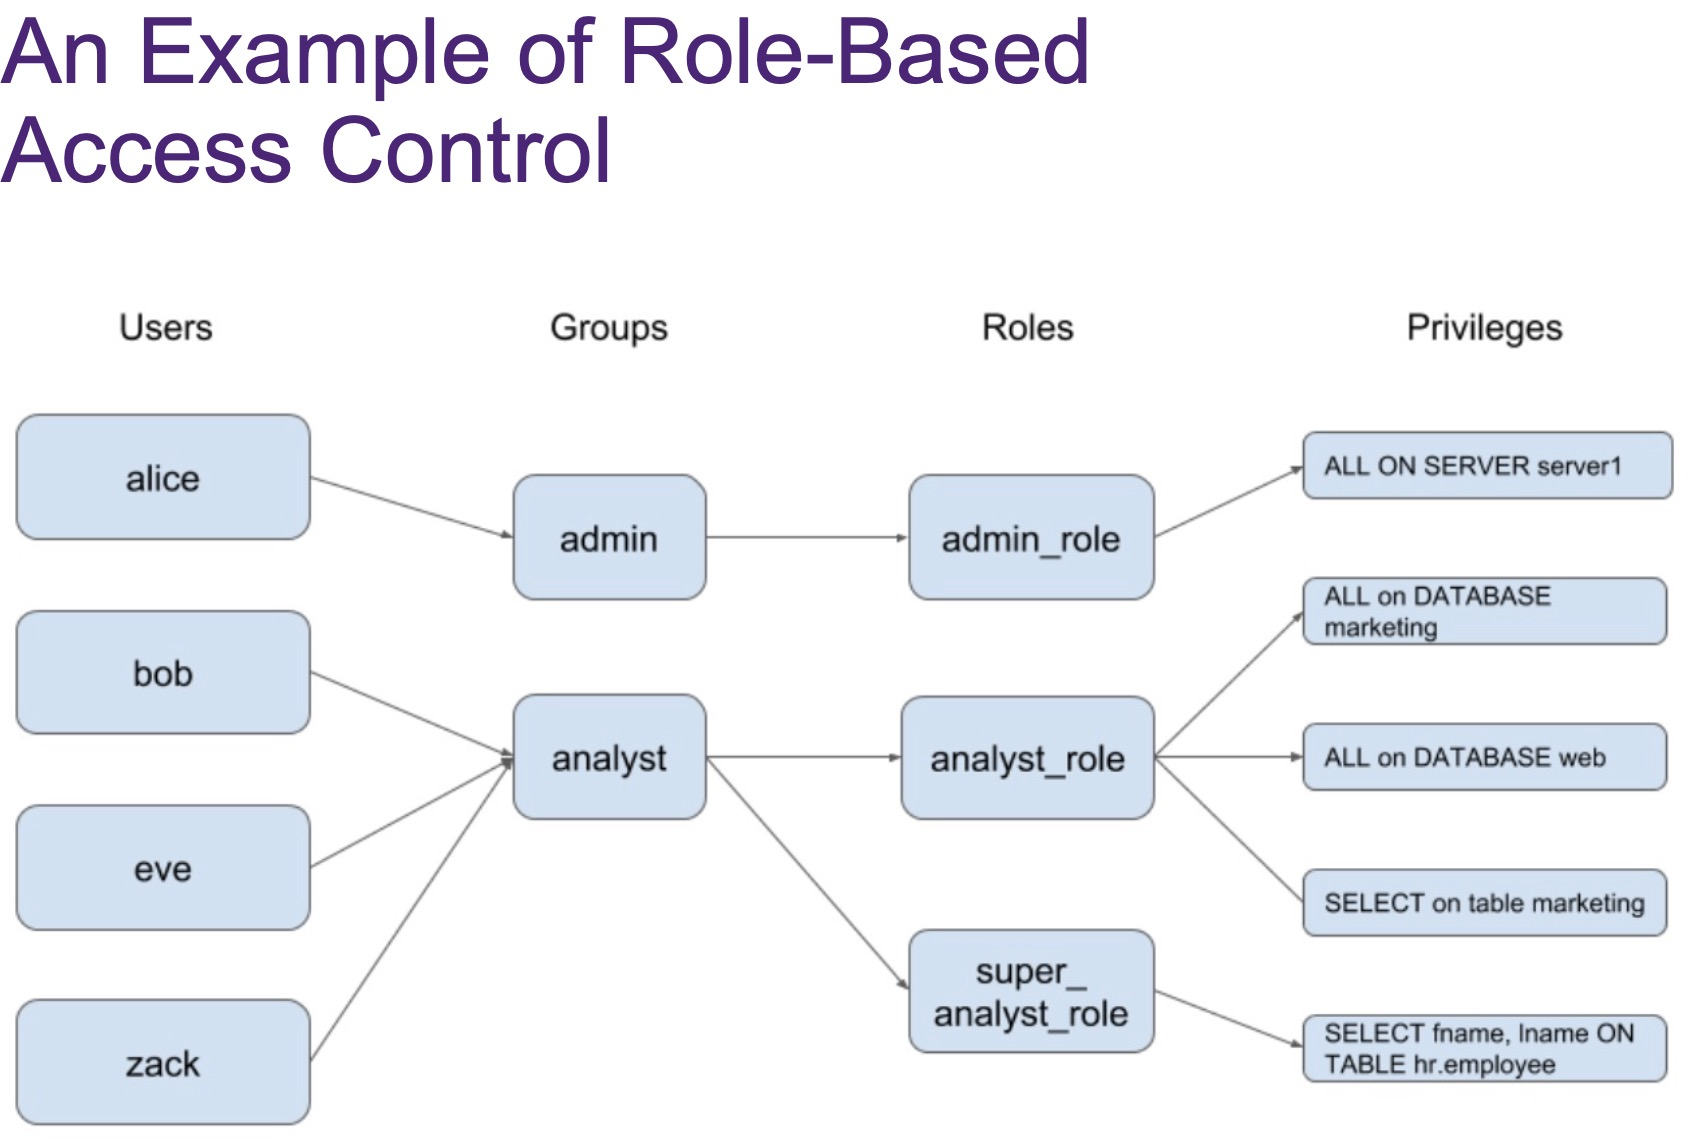 An Example of Role-Based
Access Control
Users
Groups
Roles
Privileges
alice
bob
eve
zack
admin
analyst
admin_role
analyst_role
super_
analyst_role
ALL ON SERVER server1
ALL on DATABASE
marketing
ALL on DATABASE web
SELECT on table marketing
SELECT fname, lname ON
TABLE hr.employee